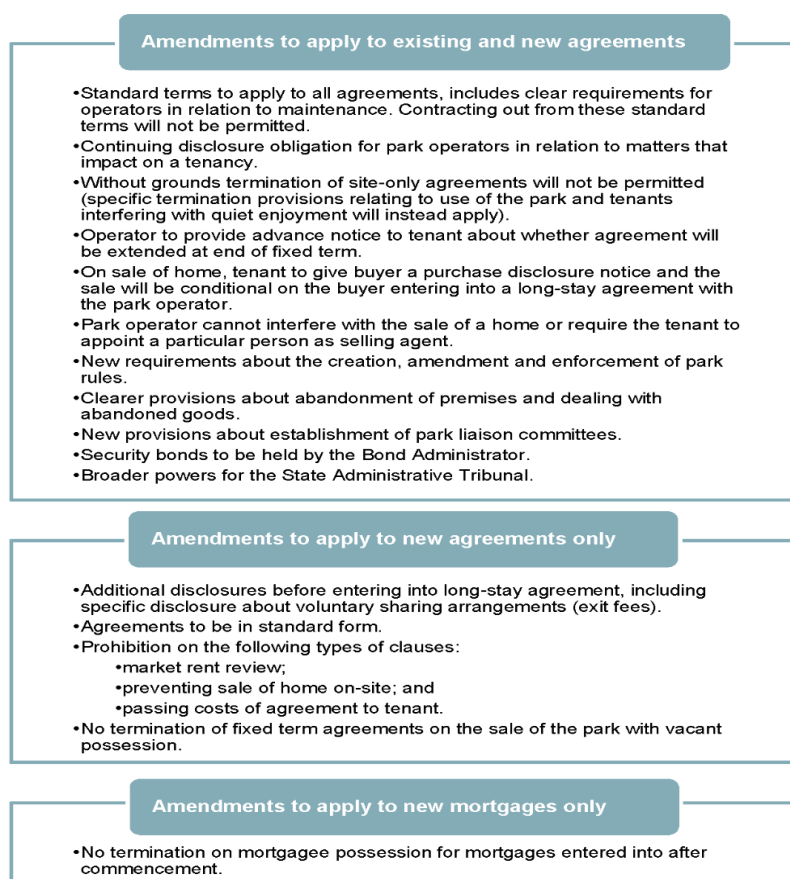 Amendments to apply to existing and new agreements
•Standard terms to apply to all agreements, includes clear requirements for
operators in relation to maintenance. Contracting out from these standard
terms will not be permitted.
•Continuing disclosure obligation for park operators in relation to matters that
impact on a tenancy.
•Without grounds termination of site-only agreements will not be permitted
(specific termination provisions relating to use of the park and tenants
interfering with quiet enjoyment will instead apply).
•Operator to provide advance notice to tenant about whether agreement will
be extended at end of fixed term.
•On sale of home, tenant to give buyer a purchase disclosure notice and the
sale will be conditional on the buyer entering into a long-stay agreement with
the park operator.
•Park operator cannot interfere with the sale of a home or require the tenant to
appoint a particular person as selling agent.
•New requirements about the creation, amendment and enforcement of park
rules.
•Clearer provisions about abandonment of premises and dealing with
abandoned goods.
•New provisions about establishment of park liaison committees.
•Security bonds to be held by the Bond Administrator.
•Broader powers for the State Administrative Tribunal.
Amendments to apply to new agreements only
•Additional disclosures before entering into long-stay agreement, including
specific disclosure about voluntary sharing arrangements (exit fees).
•Agreements to be in standard form.
•Prohibition on the following types of clauses:
•market rent review;
•preventing sale of home on-site; and
•passing costs of agreement to tenant.
•No termination of fixed term agreements on the sale of the park with vacant
possession.
Amendments to apply to new mortgages only
•No termination on mortgagee possession for mortgages entered into after
commencement.